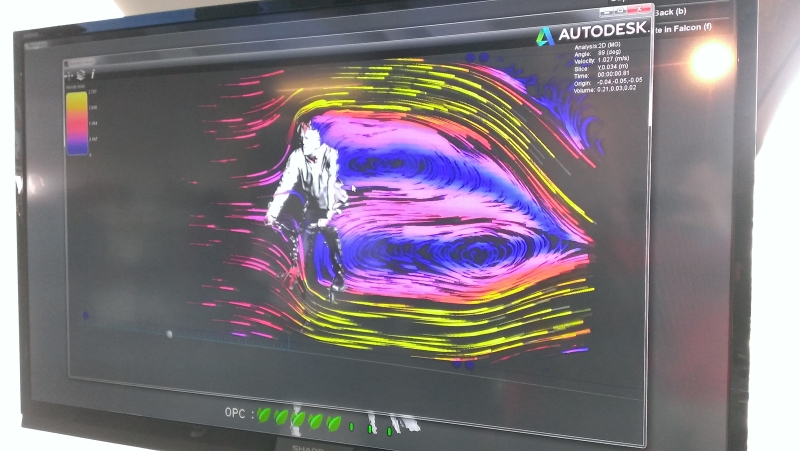 Back (b)
te in Falcon (f)
AUTODESK.
Analysis:2D (MG)
Angle: 89 (deg)
Velocity: 1.027 (m/s)
Slice: Y,0.034 (m)
Time: 00:00:00.81
Origin: -0.04,-0.05,-0.05
Volume: 0.21,0.03,0.02
OPC :
SHARP